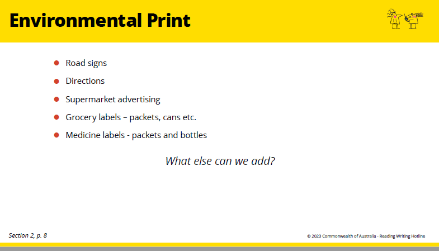 Environmental Print
• Road signs
• Directions
• Supermarket advertising
• Grocery labels – packets, cans etc.
• Medicine labels - packets and bottles
What else can we add?
Section 2, p. 8
© 2023 Commonwealth of Australia - Reading Writing Hotline